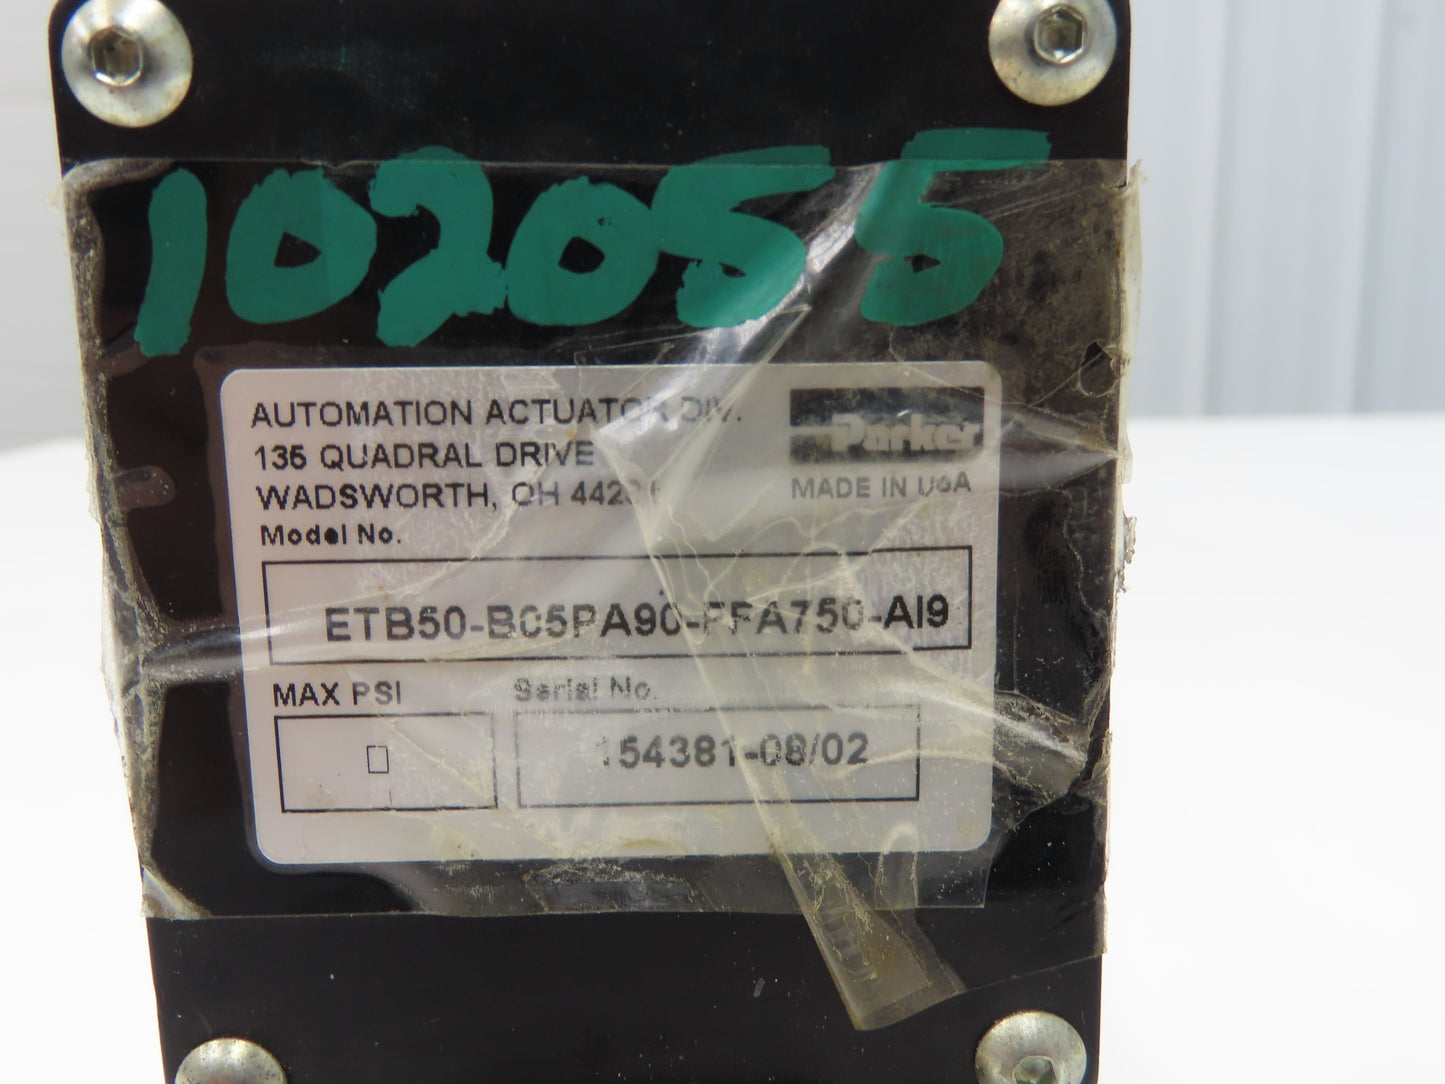 102055
AUTOMATION ACTUATOR DIV.
135 QUADRAL DRIVE
WADSWORTH, OH
Parker
MADE IN USA
Model No.
ETB50-B05PA90-FFA750-AI9
MAX PSI
Serial No.
154381-08/02